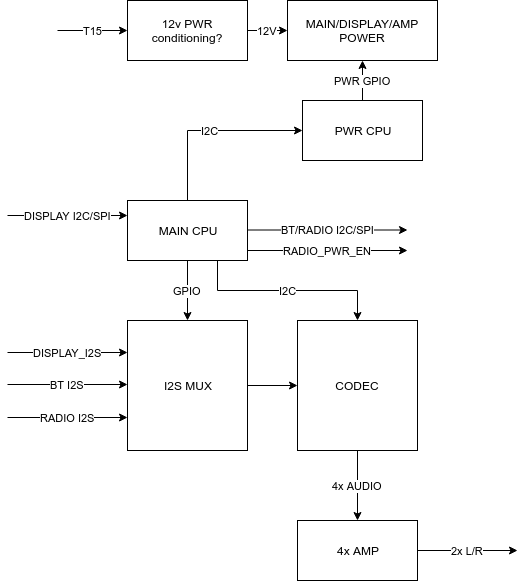 T15
12v PWR
conditioning?
12V
MAIN/DISPLAY/AMP
POWER
PWR GPIO
I2C
PWR CPU
DISPLAY I2C/SPI
MAIN CPU
BT/RADIO I2C/SPI
RADIO_PWR_EN
GPIO
I2C
DISPLAY_I2S
BT I2S
RADIO I2S
I2S MUX
CODEC
4x AUDIO
4x AMP
2x L/R